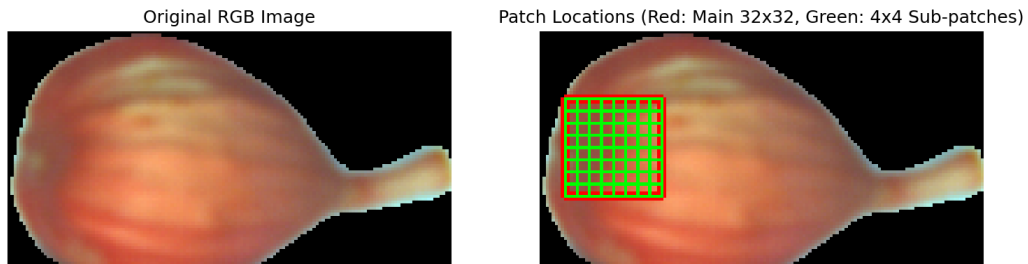 Original RGB Image
Patch Locations (Red: Main 32x32, Green: 4x4 Sub-patches)